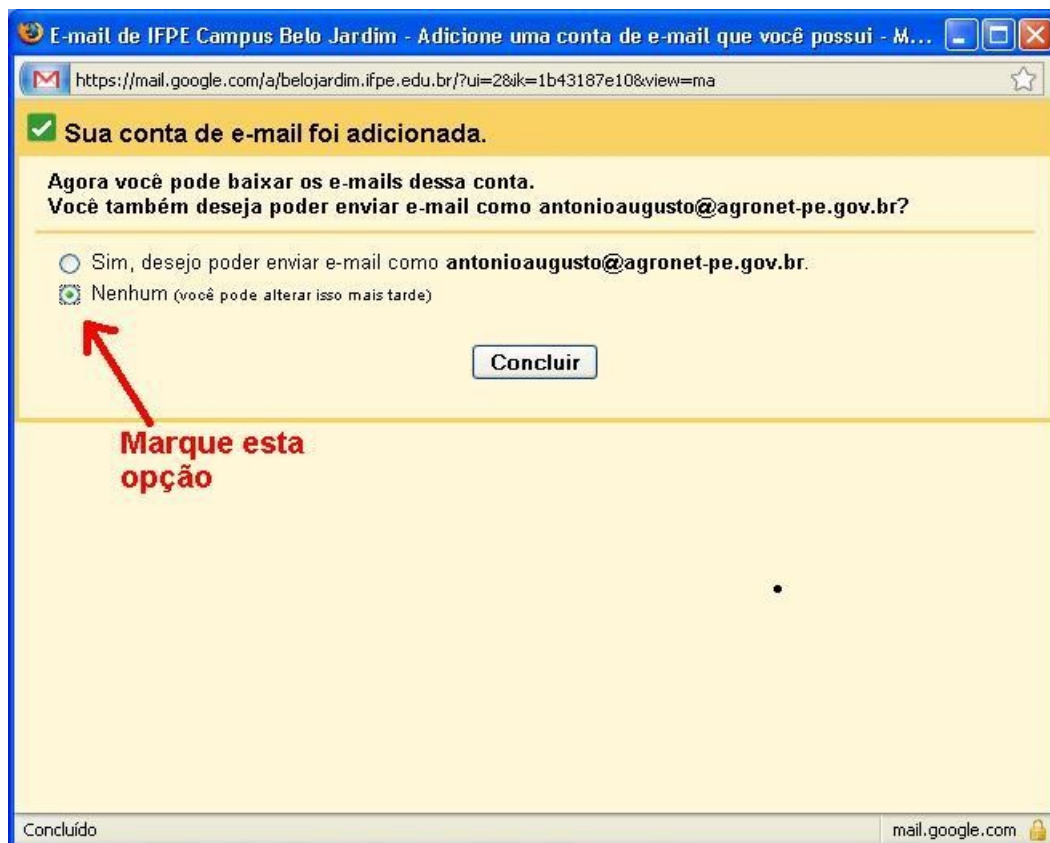 E-mail de IFPE Campus Belo Jardim - Adicione uma conta de e-mail que você possui - M...
https://mail.google.com/a/belojardim.ifpe.edu.br/?ui=2&ik=1b43187e10&view=ma
Sua conta de e-mail foi adicionada.
Agora você pode baixar os e-mails dessa conta.
Você também deseja poder enviar e-mail como antonioaugusto@agronet-pe.gov.br?
Sim, desejo poder enviar e-mail como antonioaugusto@agronet-pe.gov.br.
Nenhum (você pode alterar isso mais tarde)
Concluir
Marque esta
opção
Concluído
mail.google.com